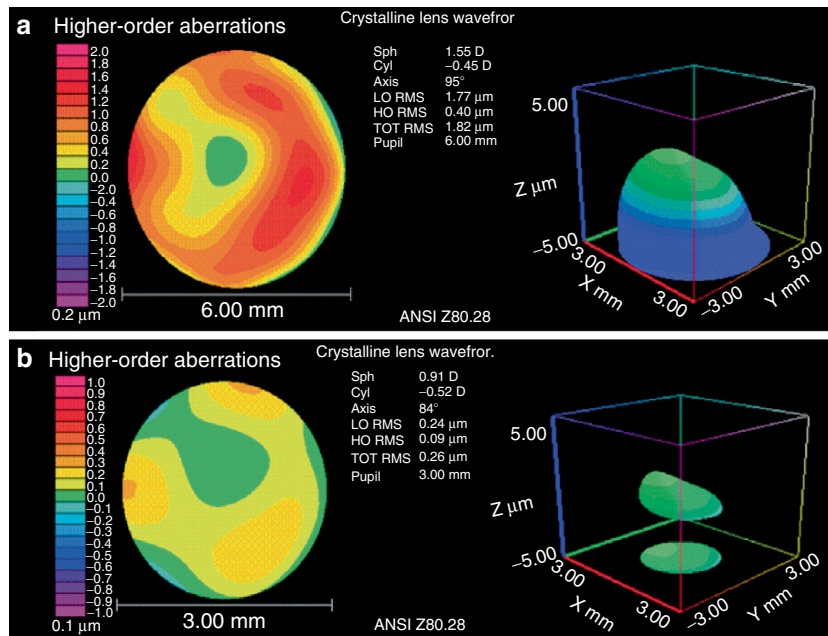 a Higher-order aberrations
Crystalline lens wavefror
2.0
1.8
1.6
1.4
1.2
1.0
0.8
0.6
0.4
0.2
0.0
−2.0
−0.4
−0.6
−0.8
−1.0
−1.2
−1.4
−1.6
−1.8
−2.0
0.2 µm
6.00 mm
Sph 1.55 D
Cyl −0.45 D
Axis 95°
LO RMS 1.77 µm
HO RMS 0.40 µm
TOT RMS 1.82 µm
Pupil 6.00 mm
ANSI Z80.28
5.00
Z µm
−5.00
3.00
X mm
3.00
−3.00
Y mm
3.00
b Higher-order aberrations
Crystalline lens wavefror.
1.0
0.9
0.8
0.7
0.6
0.5
0.4
0.3
0.2
0.1
0.0
−0.1
−0.2
−0.3
−0.4
−0.5
−0.6
−0.7
−0.8
−0.9
−1.0
0.1 µm
3.00 mm
Sph 0.91 D
Cyl −0.52 D
Axis 84°
LO RMS 0.24 µm
HO RMS 0.09 µm
TOT RMS 0.26 µm
Pupil 3.00 mm
ANSI Z80.28
5.00
Z µm
−5.00
3.00
X mm
3.00
−3.00
Y mm
3.00